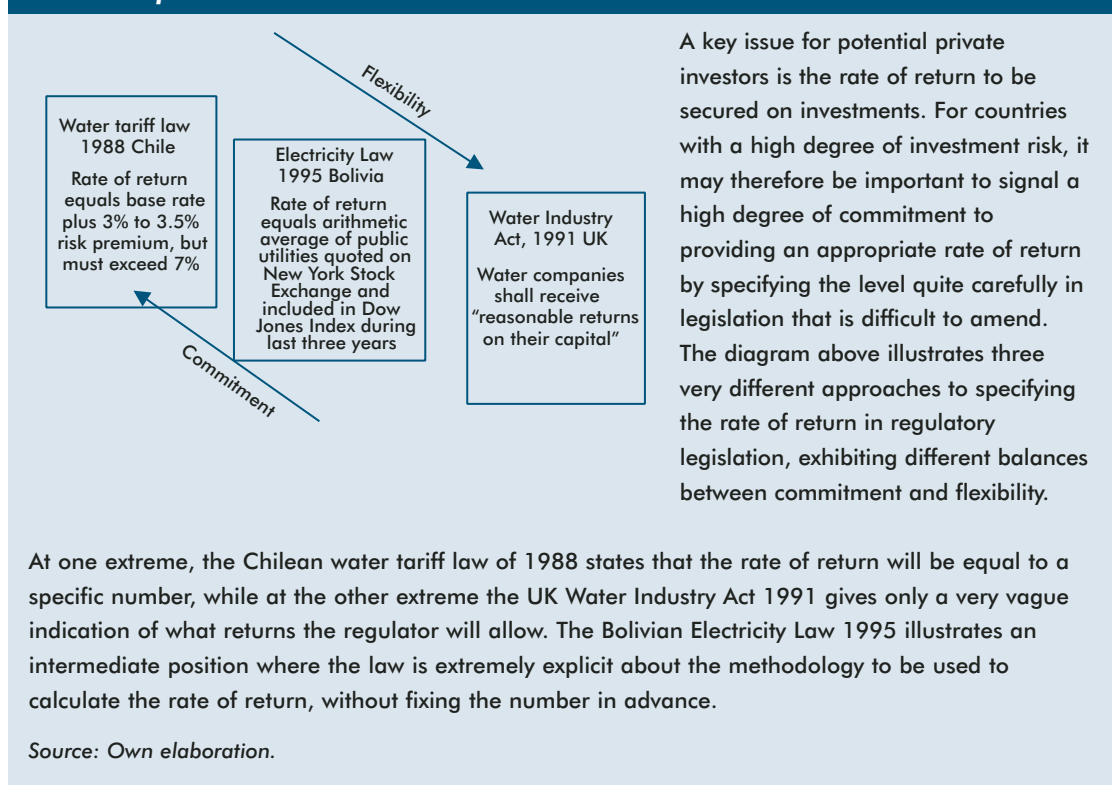 Flexibility
Water tariff law
1988 Chile
Rate of return
equals base rate
plus 3% to 3.5%
risk premium, but
must exceed 7%
Electricity Law
1995 Bolivia
Rate of return
equals arithmetic
average of public
utilities quoted on
New York Stock
Exchange and
included in Dow
Jones Index during
last three years
Water Industry
Act, 1991 UK
Water companies
shall receive
“reasonable returns
on their capital”
Commitment
A key issue for potential private
investors is the rate of return to be
secured on investments. For countries
with a high degree of investment risk, it
may therefore be important to signal a
high degree of commitment to
providing an appropriate rate of return
by specifying the level quite carefully in
legislation that is difficult to amend.
The diagram above illustrates three
very different approaches to specifying
the rate of return in regulatory
legislation, exhibiting different balances
between commitment and flexibility.
At one extreme, the Chilean water tariff law of 1988 states that the rate of return will be equal to a
specific number, while at the other extreme the UK Water Industry Act 1991 gives only a very vague
indication of what returns the regulator will allow. The Bolivian Electricity Law 1995 illustrates an
intermediate position where the law is extremely explicit about the methodology to be used to
calculate the rate of return, without fixing the number in advance.
Source: Own elaboration.